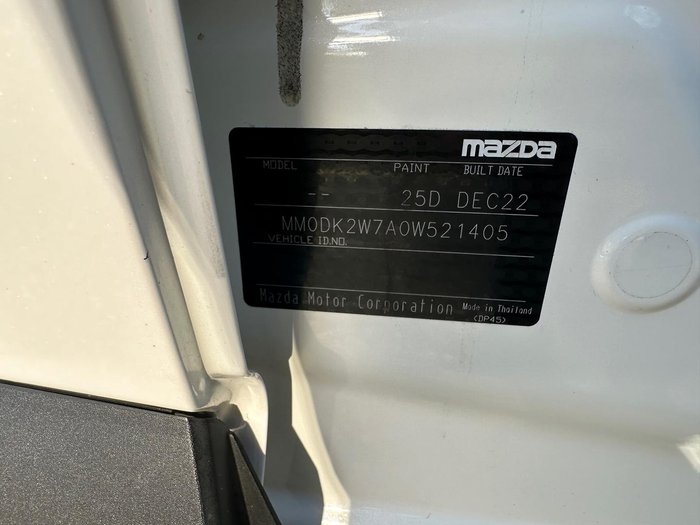 mazda
MODEL PAINT BUILT DATE
-- 25D DEC22
MM0DK2W7A0W521405
VEHICLE ID.NO.
Mazda Motor Corporation Made in Thailand
(DP45)